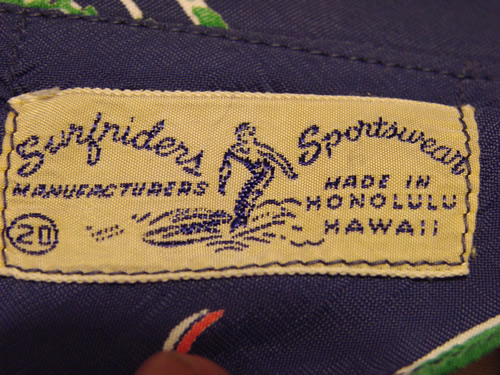 Surfriders Sportswear
MANUFACTURERS
MADE IN
HONOLULU
HAWAII
20